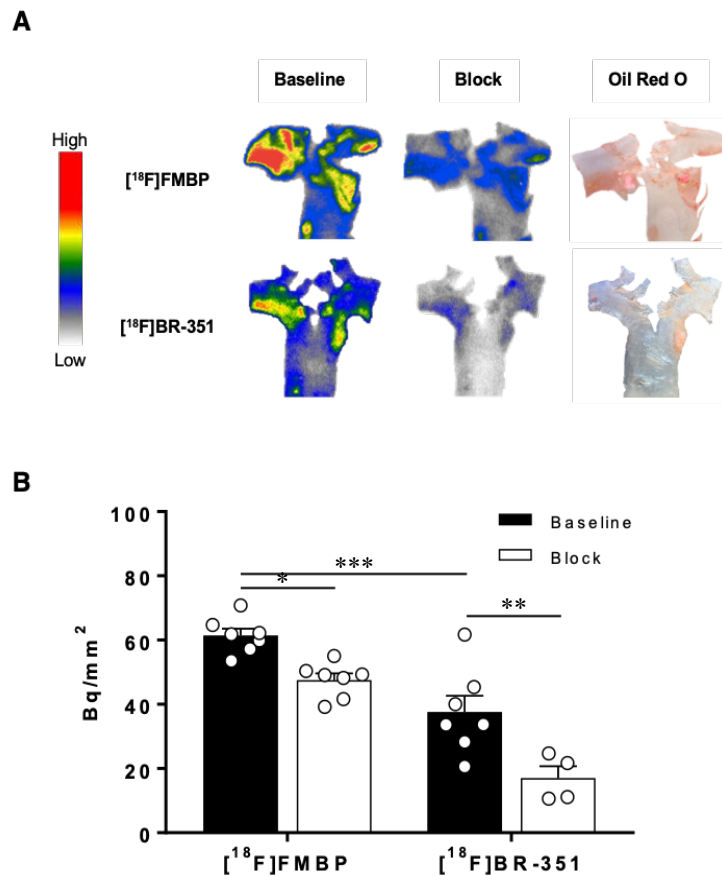 A
Baseline Block Oil Red O
High
[¹⁸F]FMBP
[¹⁸F]BR-351
Low
B
100
Baseline
Block
80
***
*
**
60
Bq/mm²
40
20
0
[¹⁸F]FMBP [¹⁸F]BR-351